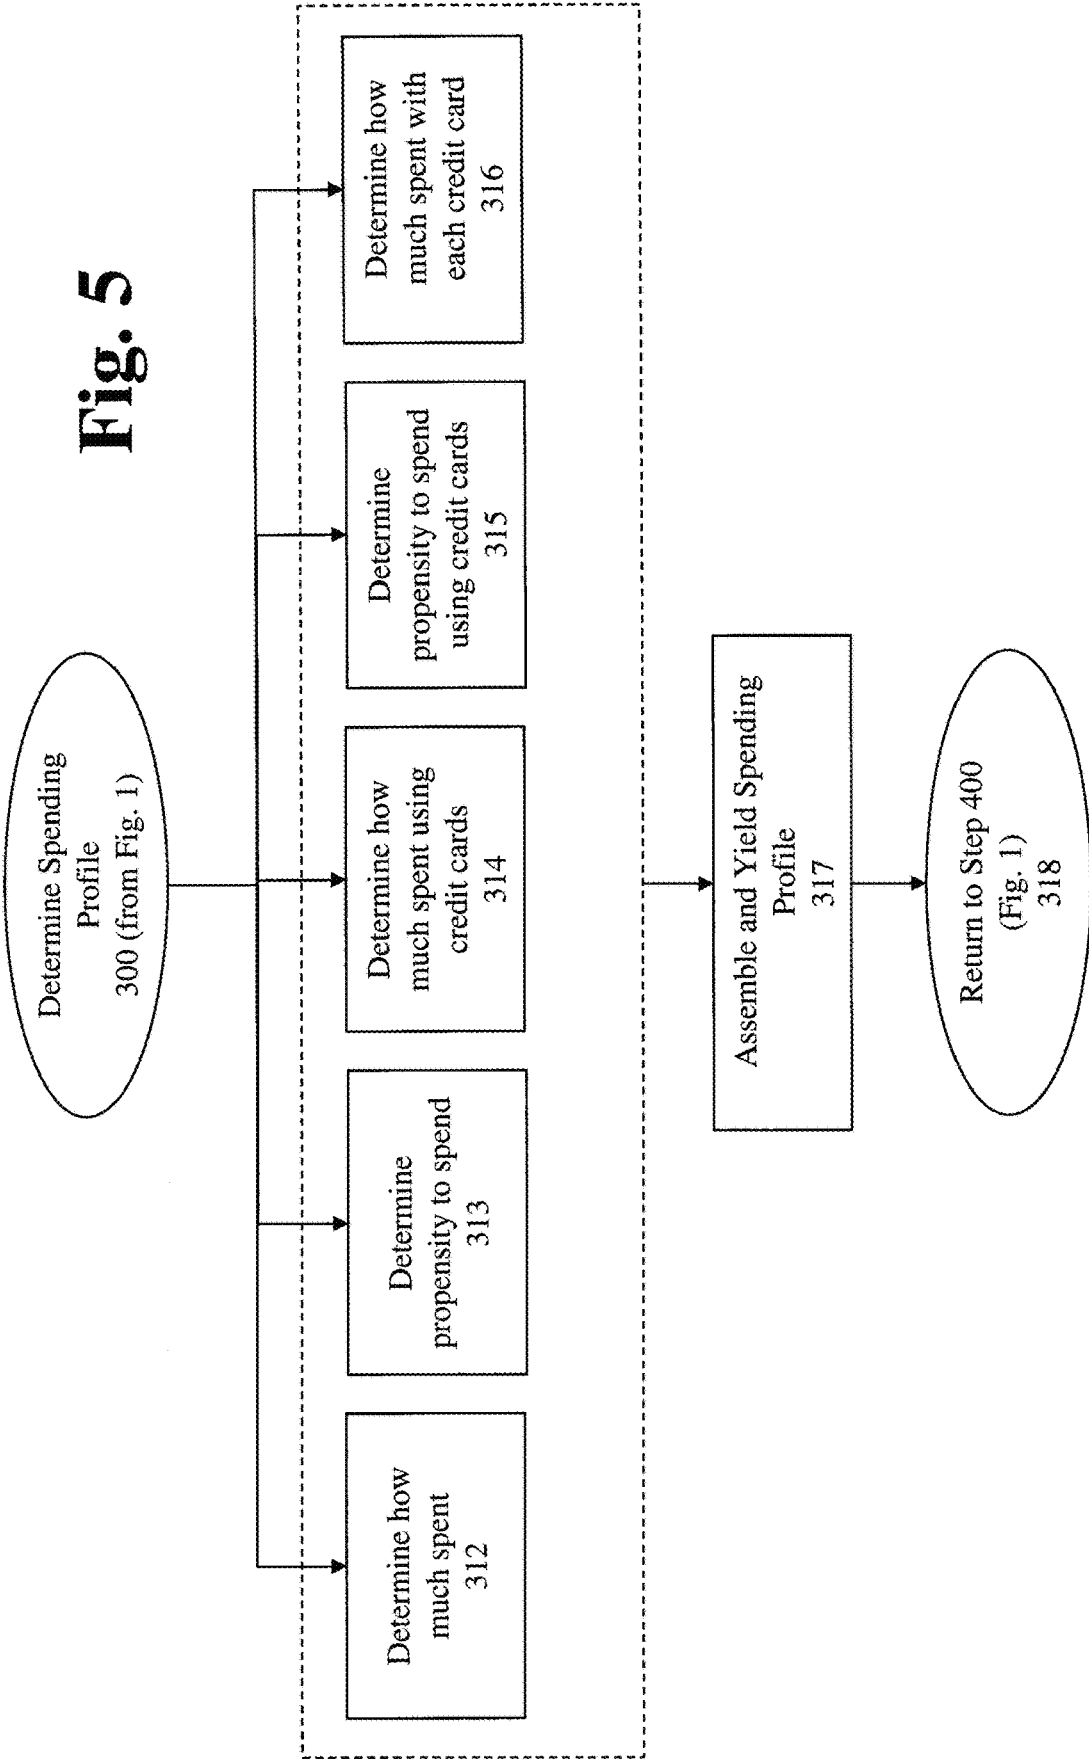 Fig. 5
Determine Spending
Profile
300 (from Fig. 1)
Determine how
much spent
312
Determine
propensity to spend
313
Determine how
much spent using
credit cards
314
Determine
propensity to spend
using credit cards
315
Determine how
much spent with
each credit card
316
Assemble and Yield Spending
Profile
317
Return to Step 400
(Fig. 1)
318